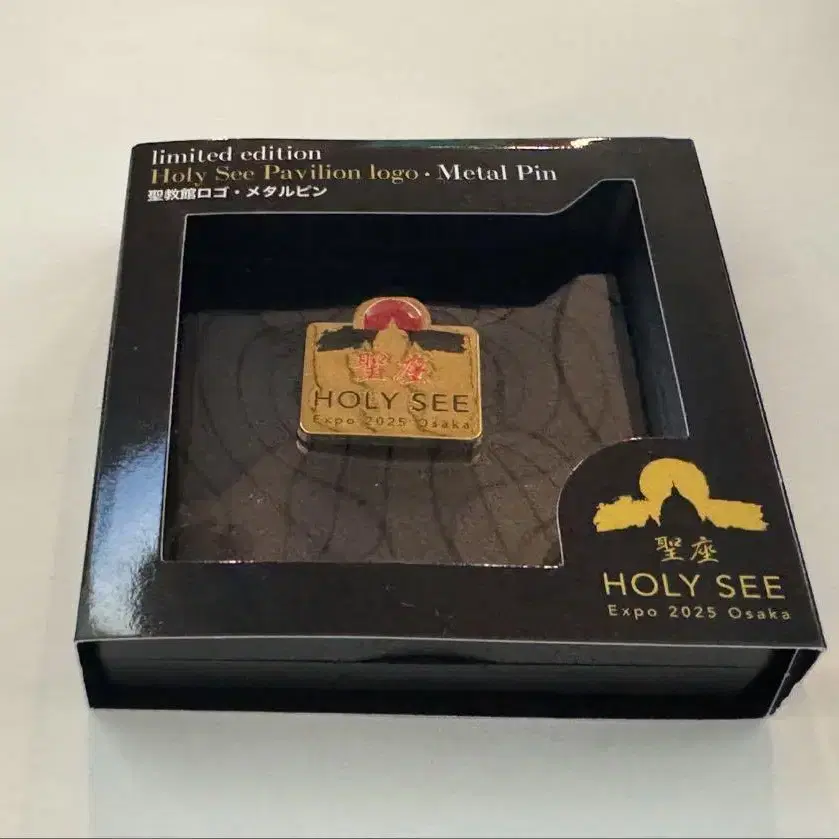 limited edition
Holy See Pavilion logo · Metal Pin
聖教館ロゴ・メタルピン
聖座
HOLY SEE
Expo 2025 Osaka
聖座
HOLY SEE
Expo 2025 Osaka